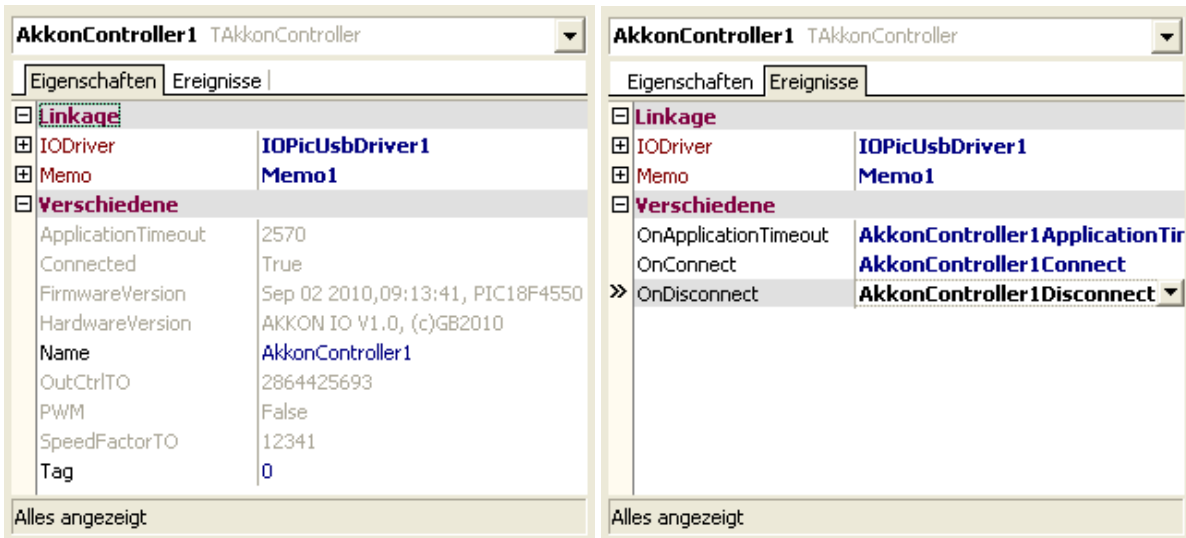 AkkonController1 TAkkonController
Eigenschaften Ereignisse
Linkage
IODriver IOPicUsbDriver1
Memo Memo1
Verschiedene
ApplicationTimeout 2570
Connected True
FirmwareVersion Sep 02 2010,09:13:41, PIC18F4550
HardwareVersion AKKON IO V1.0, (c)GB2010
Name AkkonController1
OutCtrlTO 2864425693
PWM False
SpeedFactorTO 12341
Tag 0
Alles angezeigt
AkkonController1 TAkkonController
Eigenschaften Ereignisse
Linkage
IODriver IOPicUsbDriver1
Memo Memo1
Verschiedene
OnApplicationTimeout AkkonController1ApplicationTir
OnConnect AkkonController1Connect
» OnDisconnect AkkonController1Disconnect
Alles angezeigt